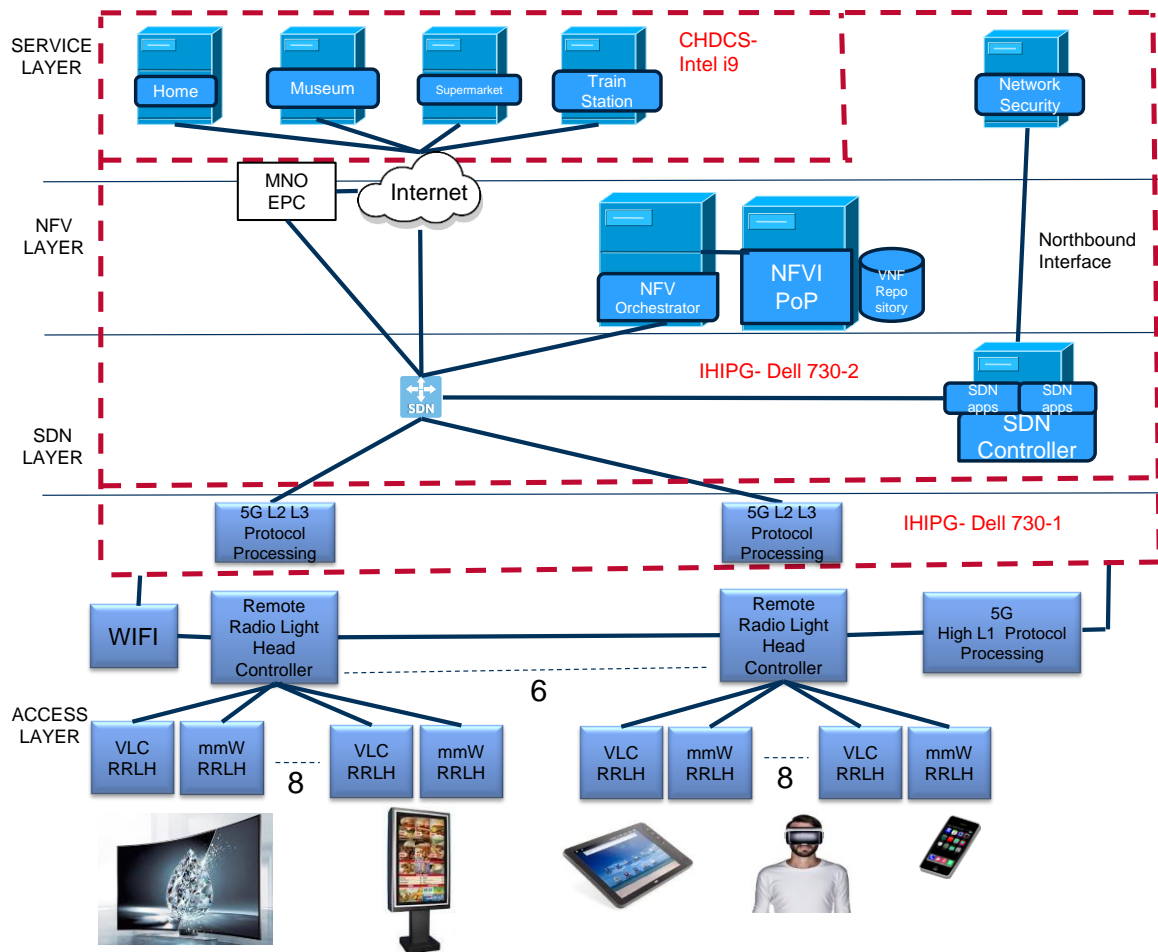 SERVICE
LAYER
Home
Museum
Supermarket
Train
Station
CHDCS-
Intel i9
Network
Security
MNO
EPC
Internet
NFV
LAYER
NFV
Orchestrator
NFVI
PoP
VNF
Repo
sitory
Northbound
Interface
IHIPG- Dell 730-2
SDN
SDN
apps
SDN
apps
SDN
Controller
SDN
LAYER
5G L2 L3
Protocol
Processing
5G L2 L3
Protocol
Processing
IHIPG- Dell 730-1
WIFI
Remote
Radio Light
Head
Controller
Remote
Radio Light
Head
Controller
5G
High L1 Protocol
Processing
6
ACCESS
LAYER
VLC
RRLH
mmW
RRLH
8
VLC
RRLH
mmW
RRLH
VLC
RRLH
mmW
RRLH
8
VLC
RRLH
mmW
RRLH